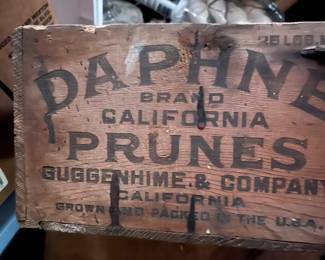 25 LBS.
DAPHNE
BRAND
CALIFORNIA
PRUNES
GUGGENHIME & COMPANY
CALIFORNIA
GROWN AND PACKED IN THE U.S.A.